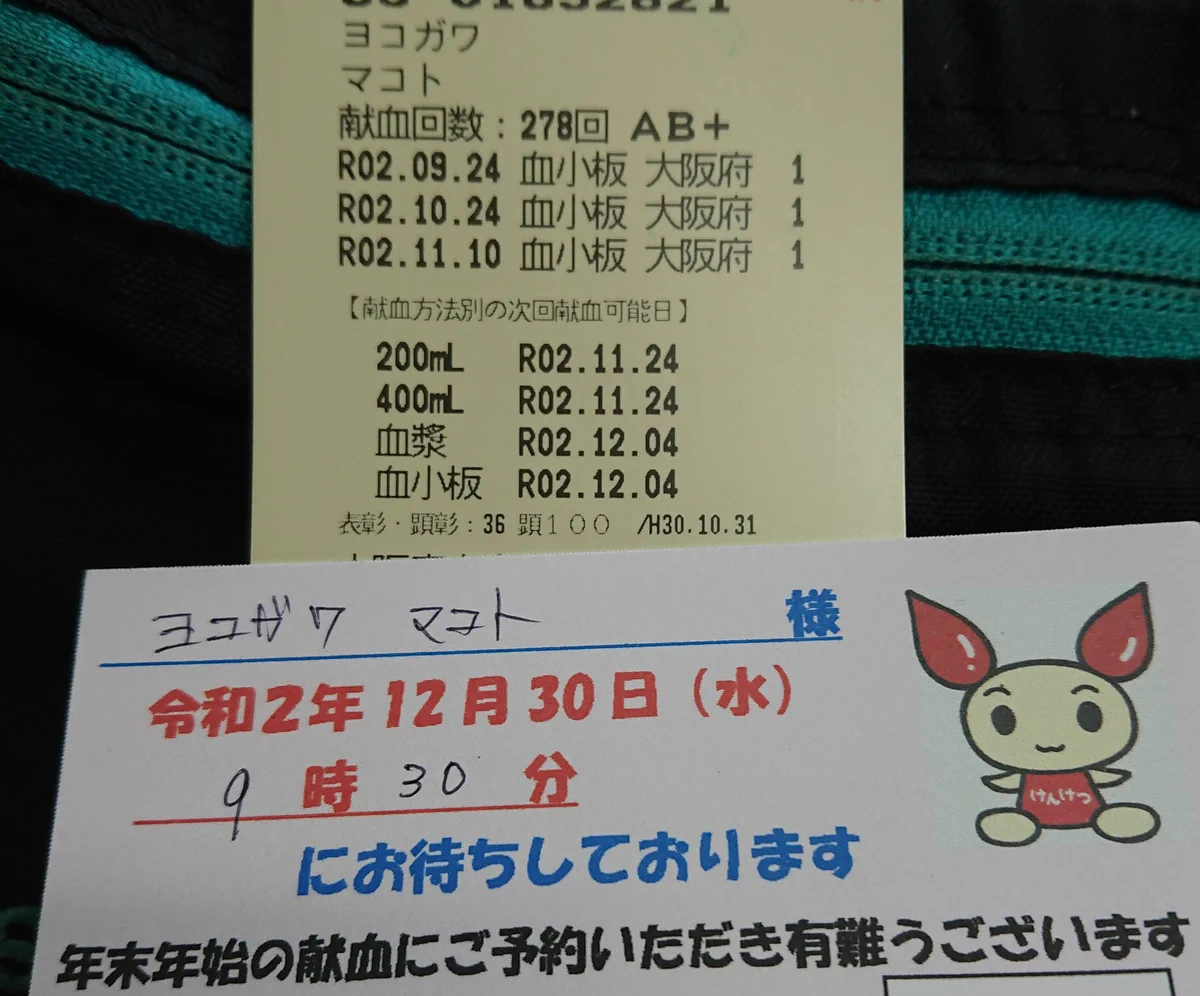 ヨコガワ
マコト
献血回数：278回 AB+
R02.09.24 血小板 大阪府 1
R02.10.24 血小板 大阪府 1
R02.11.10 血小板 大阪府 1
【献血方法別の次回献血可能日】
200mL R02.11.24
400mL R02.11.24
血漿 R02.12.04
血小板 R02.12.04
表彰・顕彰：36 顕100 /H30.10.31
ヨコガワ マコト 様
令和2年12月30日（水）
9時30分
けんけつ
にお待ちしております
年末年始の献血にご予約いただき有難うございます